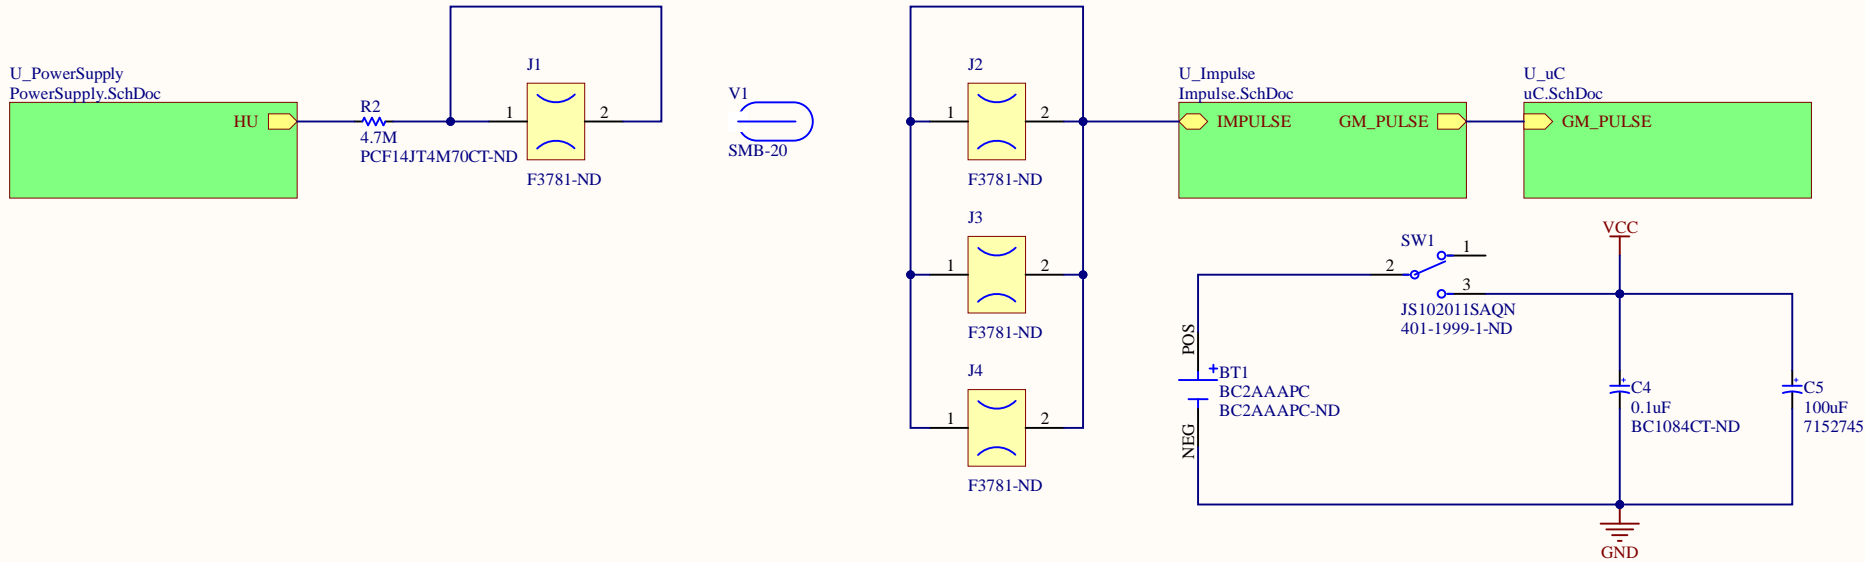 U_PowerSupply
PowerSupply.SchDoc
HU
R2
4.7M
PCF14JT4M70CT-ND
J1
1
2
F3781-ND
V1
SMB-20
J2
1
2
F3781-ND
J3
1
2
F3781-ND
J4
1
2
F3781-ND
U_Impulse
Impulse.SchDoc
IMPULSE
GM_PULSE
U_uC
uC.SchDoc
GM_PULSE
SW1
1
2
3
JS102011SAQN
401-1999-1-ND
VCC
POS
+
BT1
BC2AAAPC
BC2AAAPC-ND
NEG
+
C4
0.1uF
BC1084CT-ND
+
C5
100uF
7152745
GND